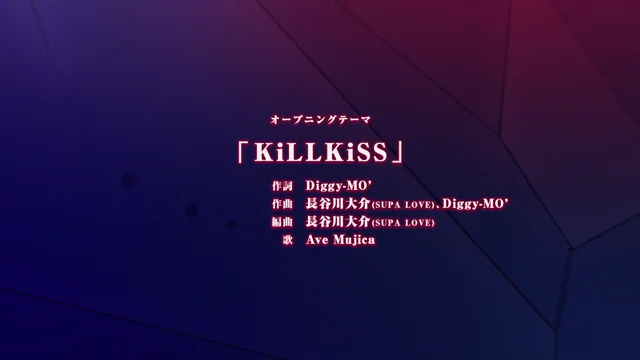 オープニングテーマ
「KiLLKiSS」
作詞 Diggy-MO'
作曲 長谷川大介(SUPA LOVE)、Diggy-MO'
編曲 長谷川大介(SUPA LOVE)
歌 Ave Mujica